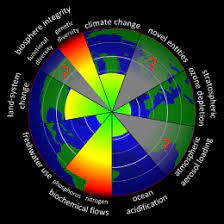 climate change
novel entities
stratospheric
ozone depletion
atmospheric
aerosol loading
ocean
acidification
biochemical flows
phosphorus
nitrogen
freshwater use
land-system
change
biosphere integrity
functional
diversity
genetic
diversity
?
?
?